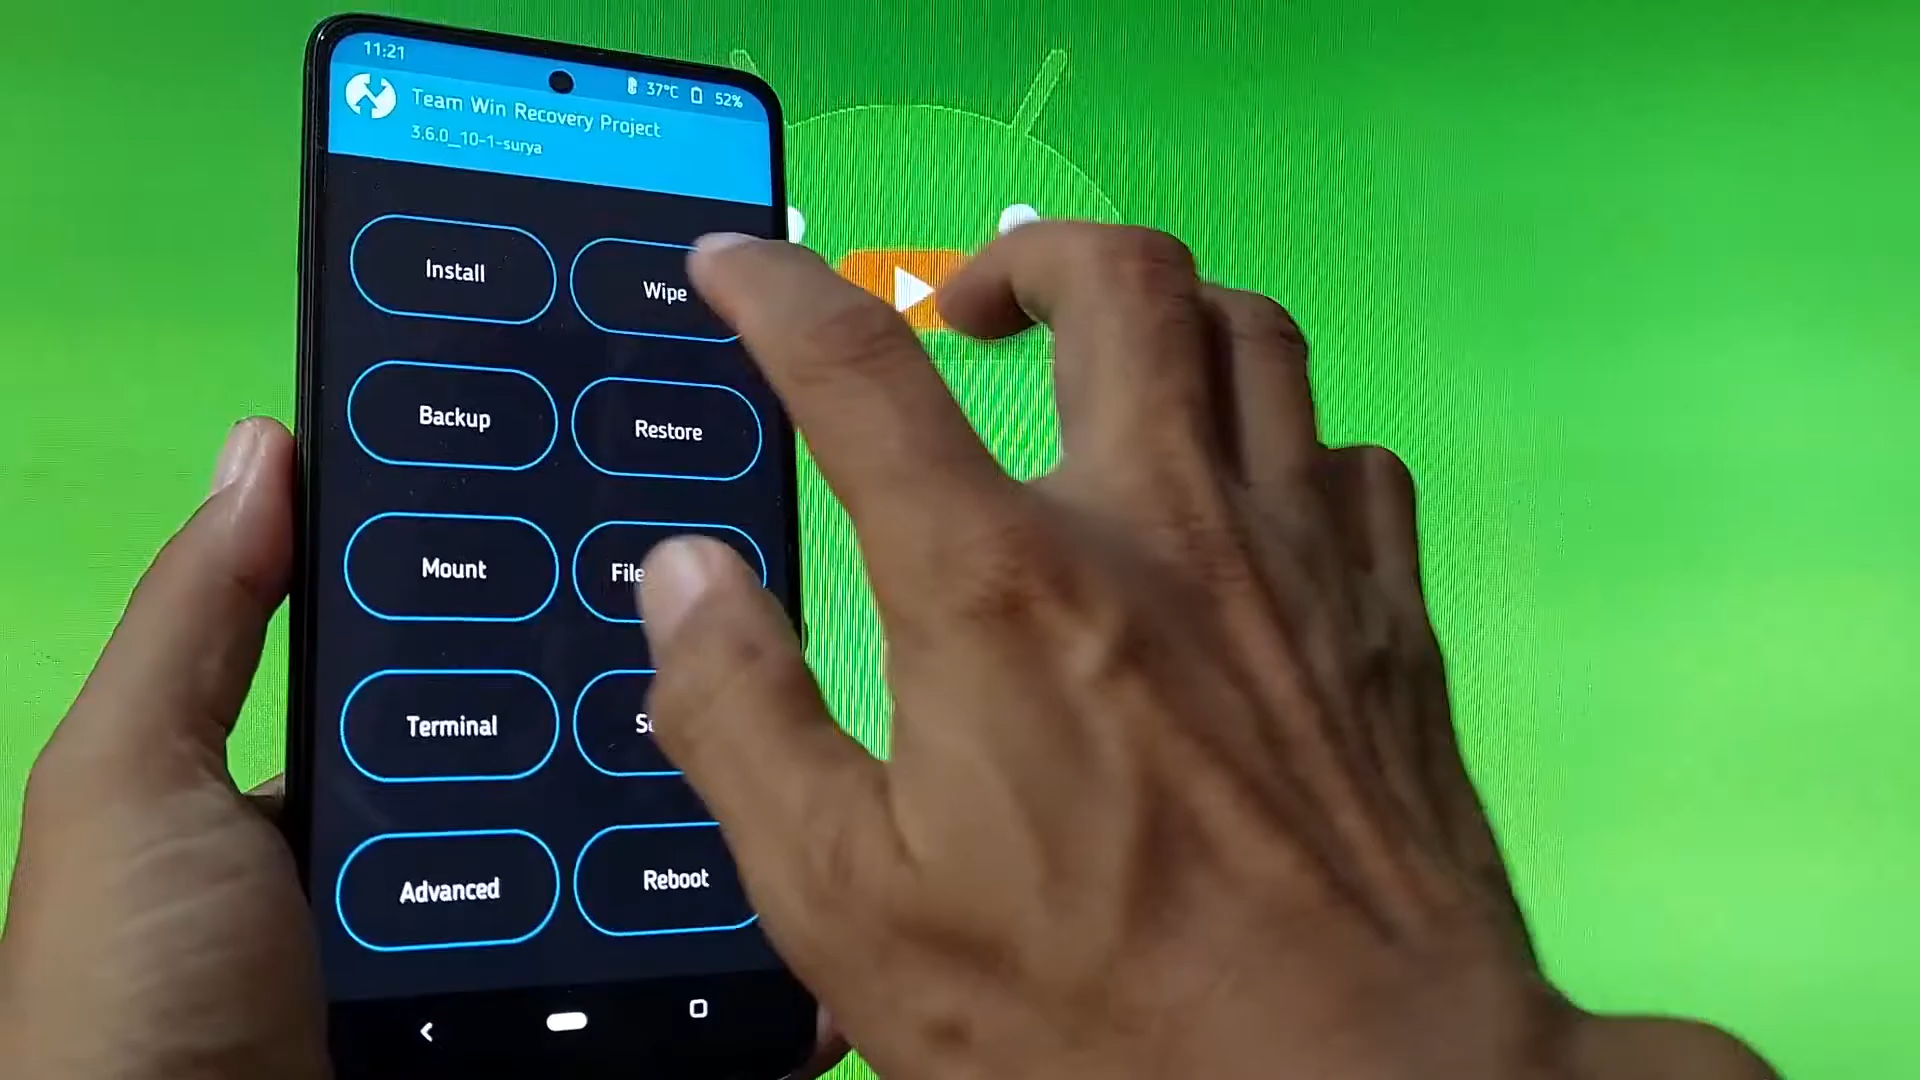 11:21
37°C 52%
Team Win Recovery Project
3.6.0_10-1-surya
Install
Wipe
Backup
Restore
Mount
File
Terminal
Advanced
Reboot